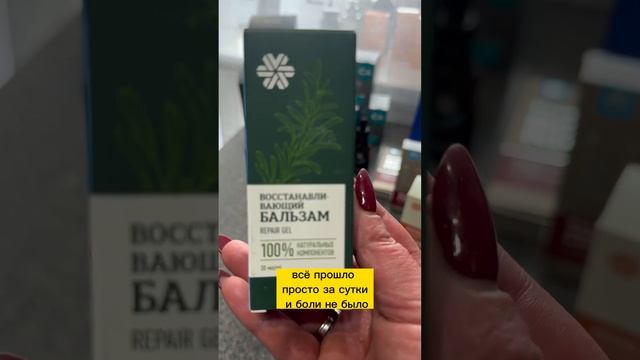 ВОССТАНАВЛИ-
ВАЮЩИЙ
БАЛЬЗАМ
REPAIR GEL
100% НАТУРАЛЬНЫХ
КОМПОНЕНТОВ
всё прошло
просто за сутки
и боли не было